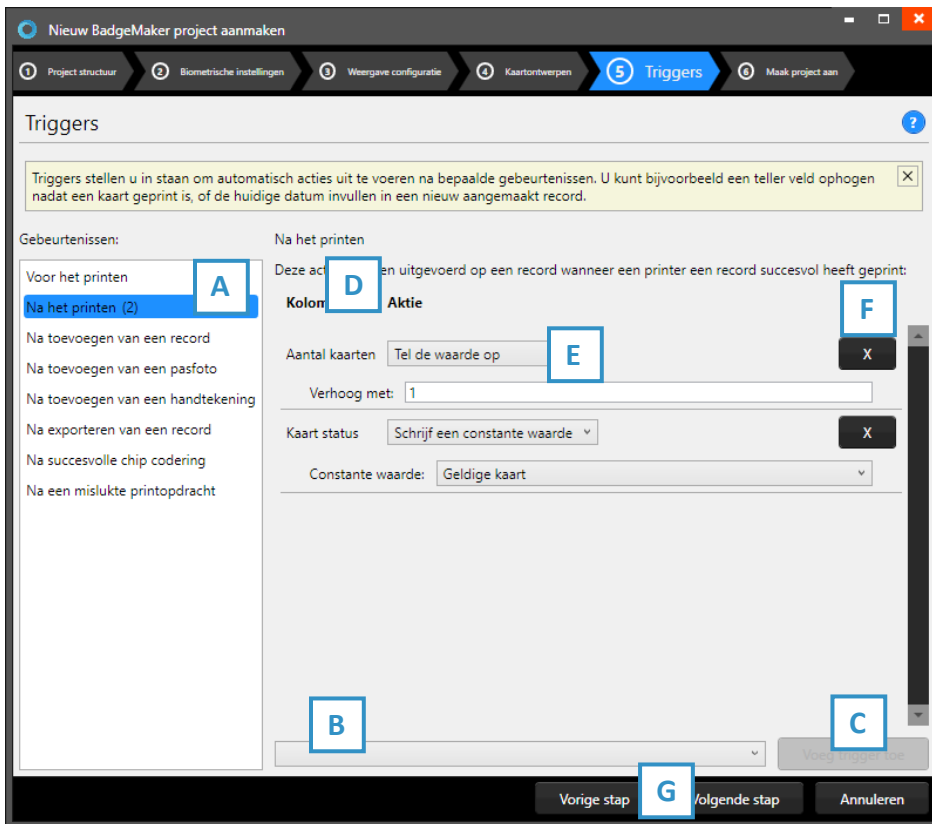 Nieuw BadgeMaker project aanmaken
1 Project structuur 2 Biometrische instellingen 3 Weergave configuratie 4 Kaartontwerpen 5 Triggers 6 Maak project aan
Triggers
?
Triggers stellen u in staan om automatisch acties uit te voeren na bepaalde gebeurtenissen. U kunt bijvoorbeeld een teller veld ophogen
nadat een kaart geprint is, of de huidige datum invullen in een nieuw aangemaakt record.
Gebeurtenissen:
Voor het printen
A
Na het printen (2)
Na toevoegen van een record
Na toevoegen van een pasfoto
Na toevoegen van een handtekening
Na exporteren van een record
Na succesvolle chip codering
Na een mislukte printopdracht
Na het printen
Deze en uitgevoerd op een record wanneer een printer een record succesvol heeft geprint:
D
F
Kolom Aktie
Aantal kaarten Tel de waarde op E X
Verhoog met: 1
Kaart status Schrijf een constante waarde X
Constante waarde: Geldige kaart
B
C
Voeg trigger toe
Vorige stap G Volgende stap Annuleren